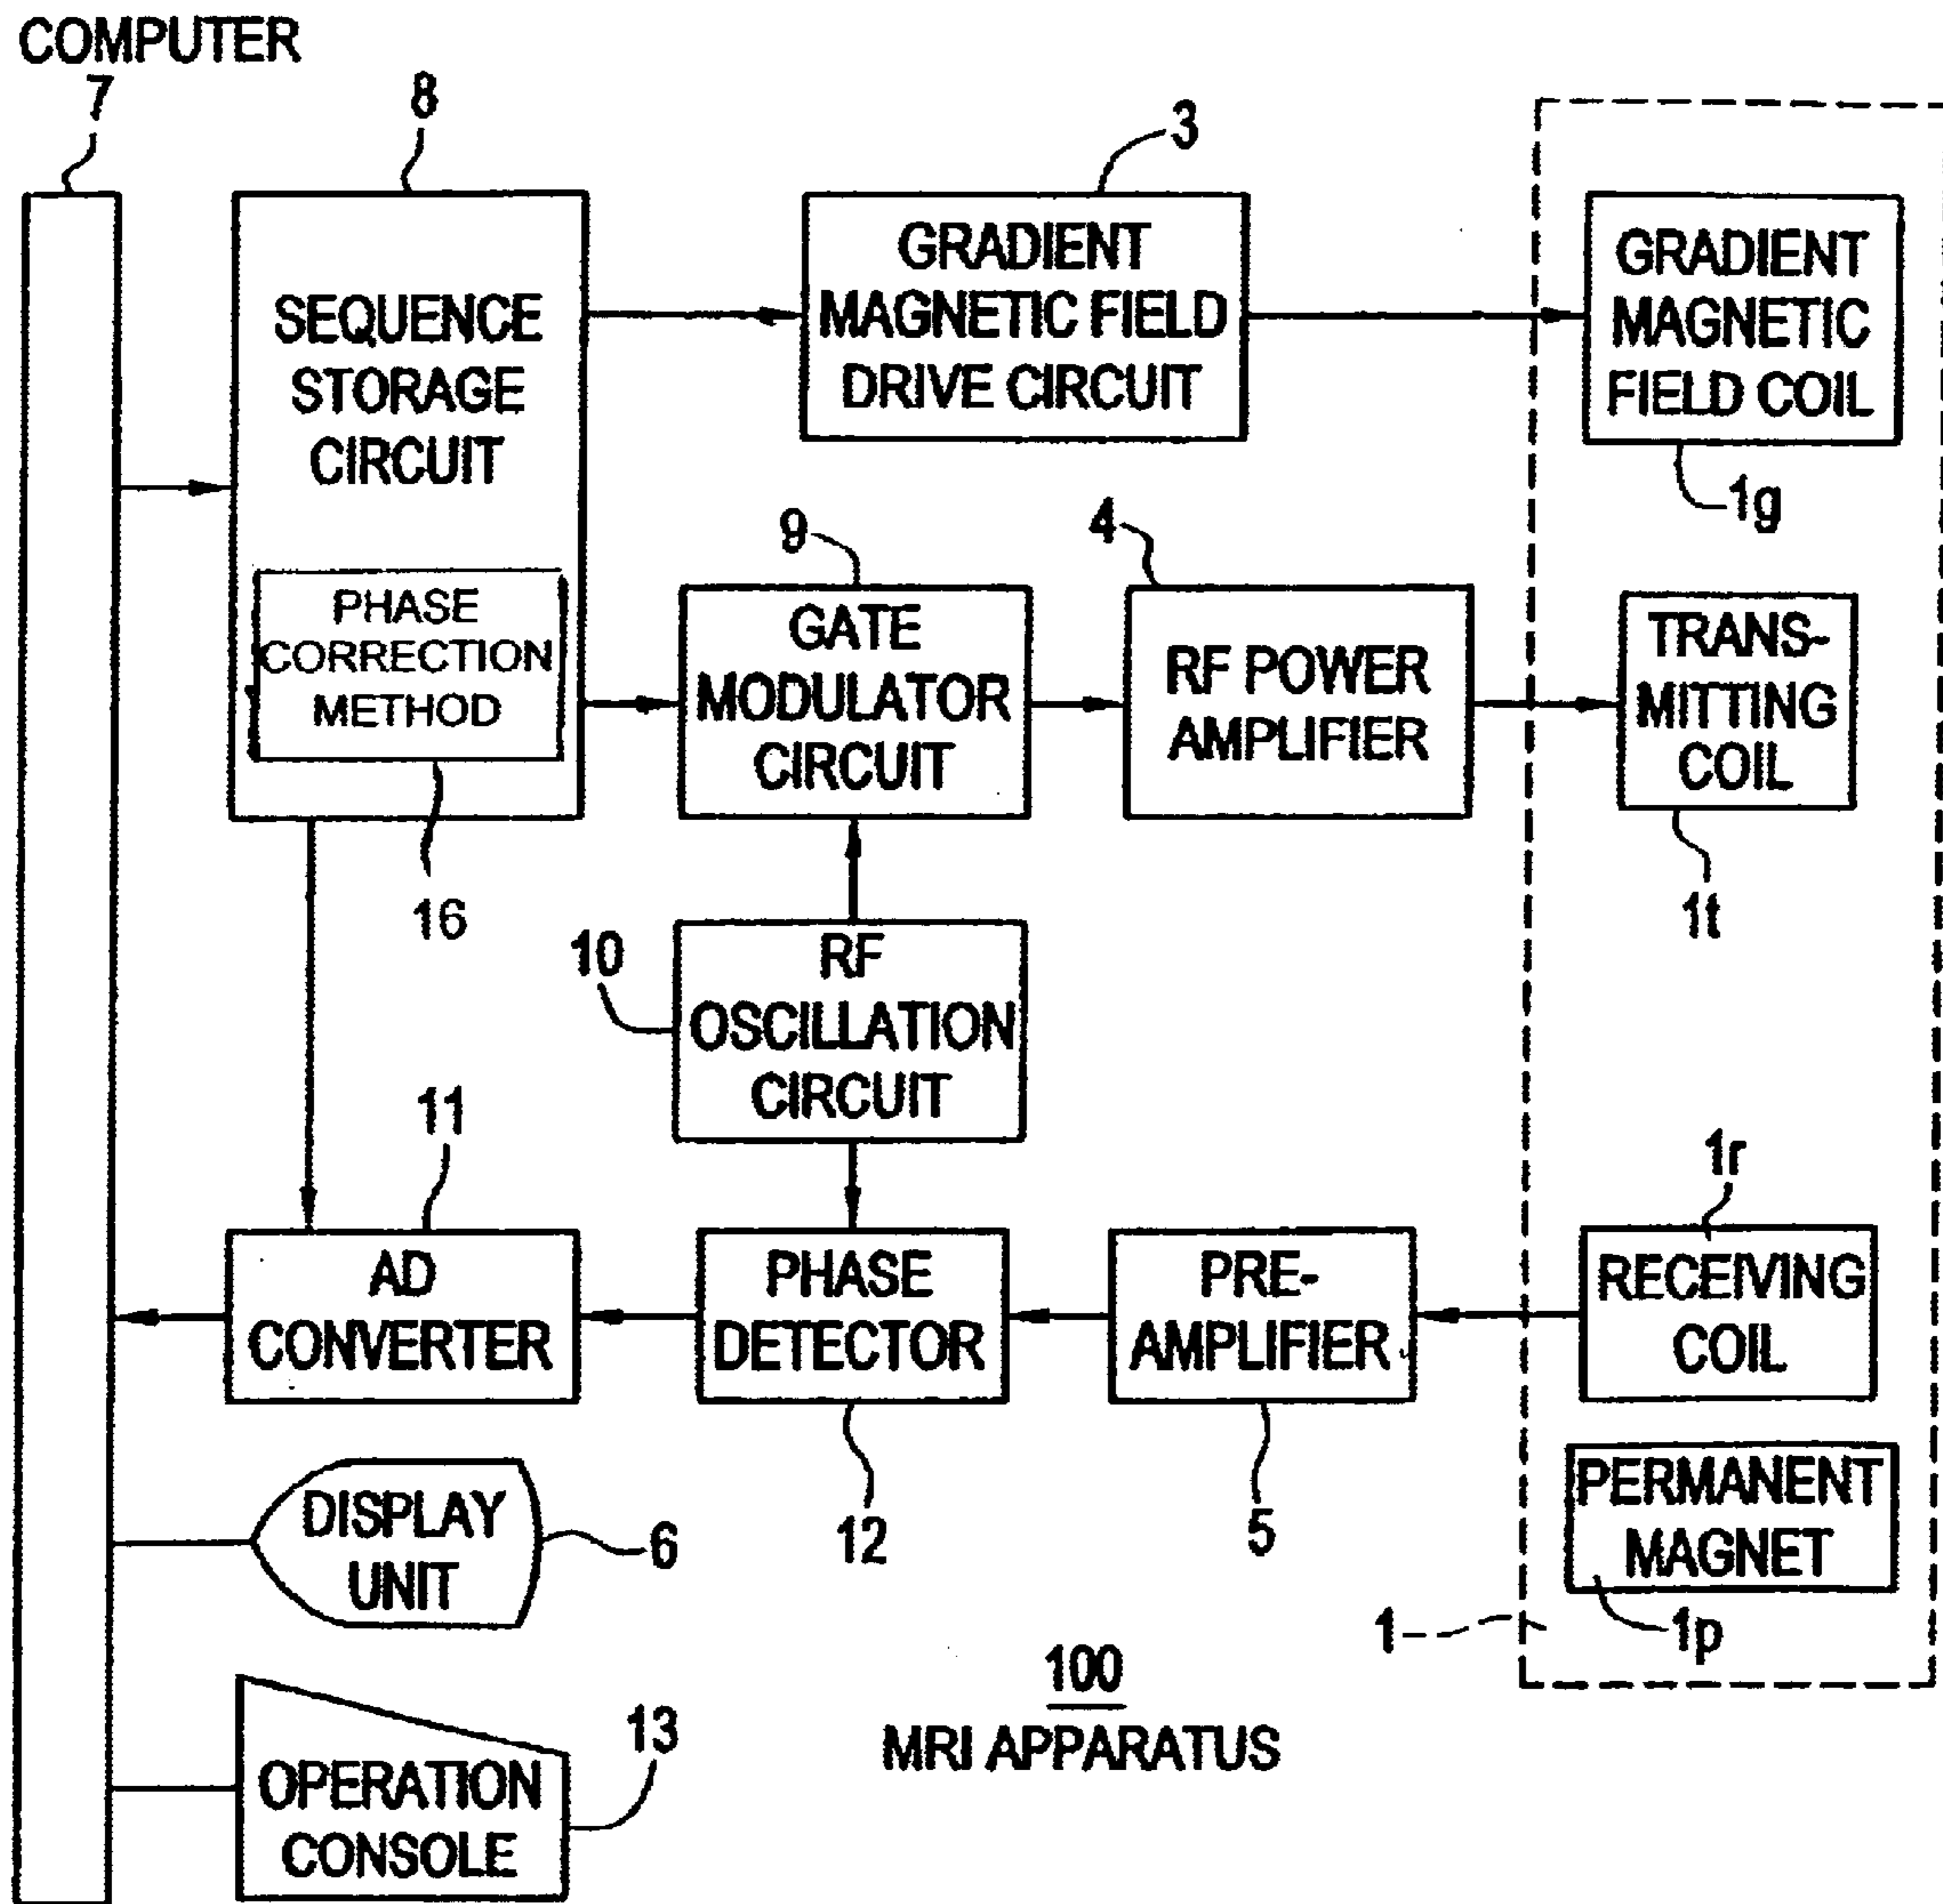 COMPUTER
7
8
3
SEQUENCE
STORAGE
CIRCUIT
GRADIENT
MAGNETIC FIELD
DRIVE CIRCUIT
GRADIENT
MAGNETIC
FIELD COIL
1g
PHASE
CORRECTION
METHOD
16
9
GATE
MODULATOR
CIRCUIT
4
RF POWER
AMPLIFIER
TRANS-
MITTING
COIL
1t
10
RF
OSCILLATION
CIRCUIT
11
AD
CONVERTER
PHASE
DETECTOR
12
PRE-
AMPLIFIER
5
1r
RECEIVING
COIL
PERMANENT
MAGNET
1p
1
DISPLAY
UNIT
6
OPERATION
CONSOLE
13
100
MRI APPARATUS